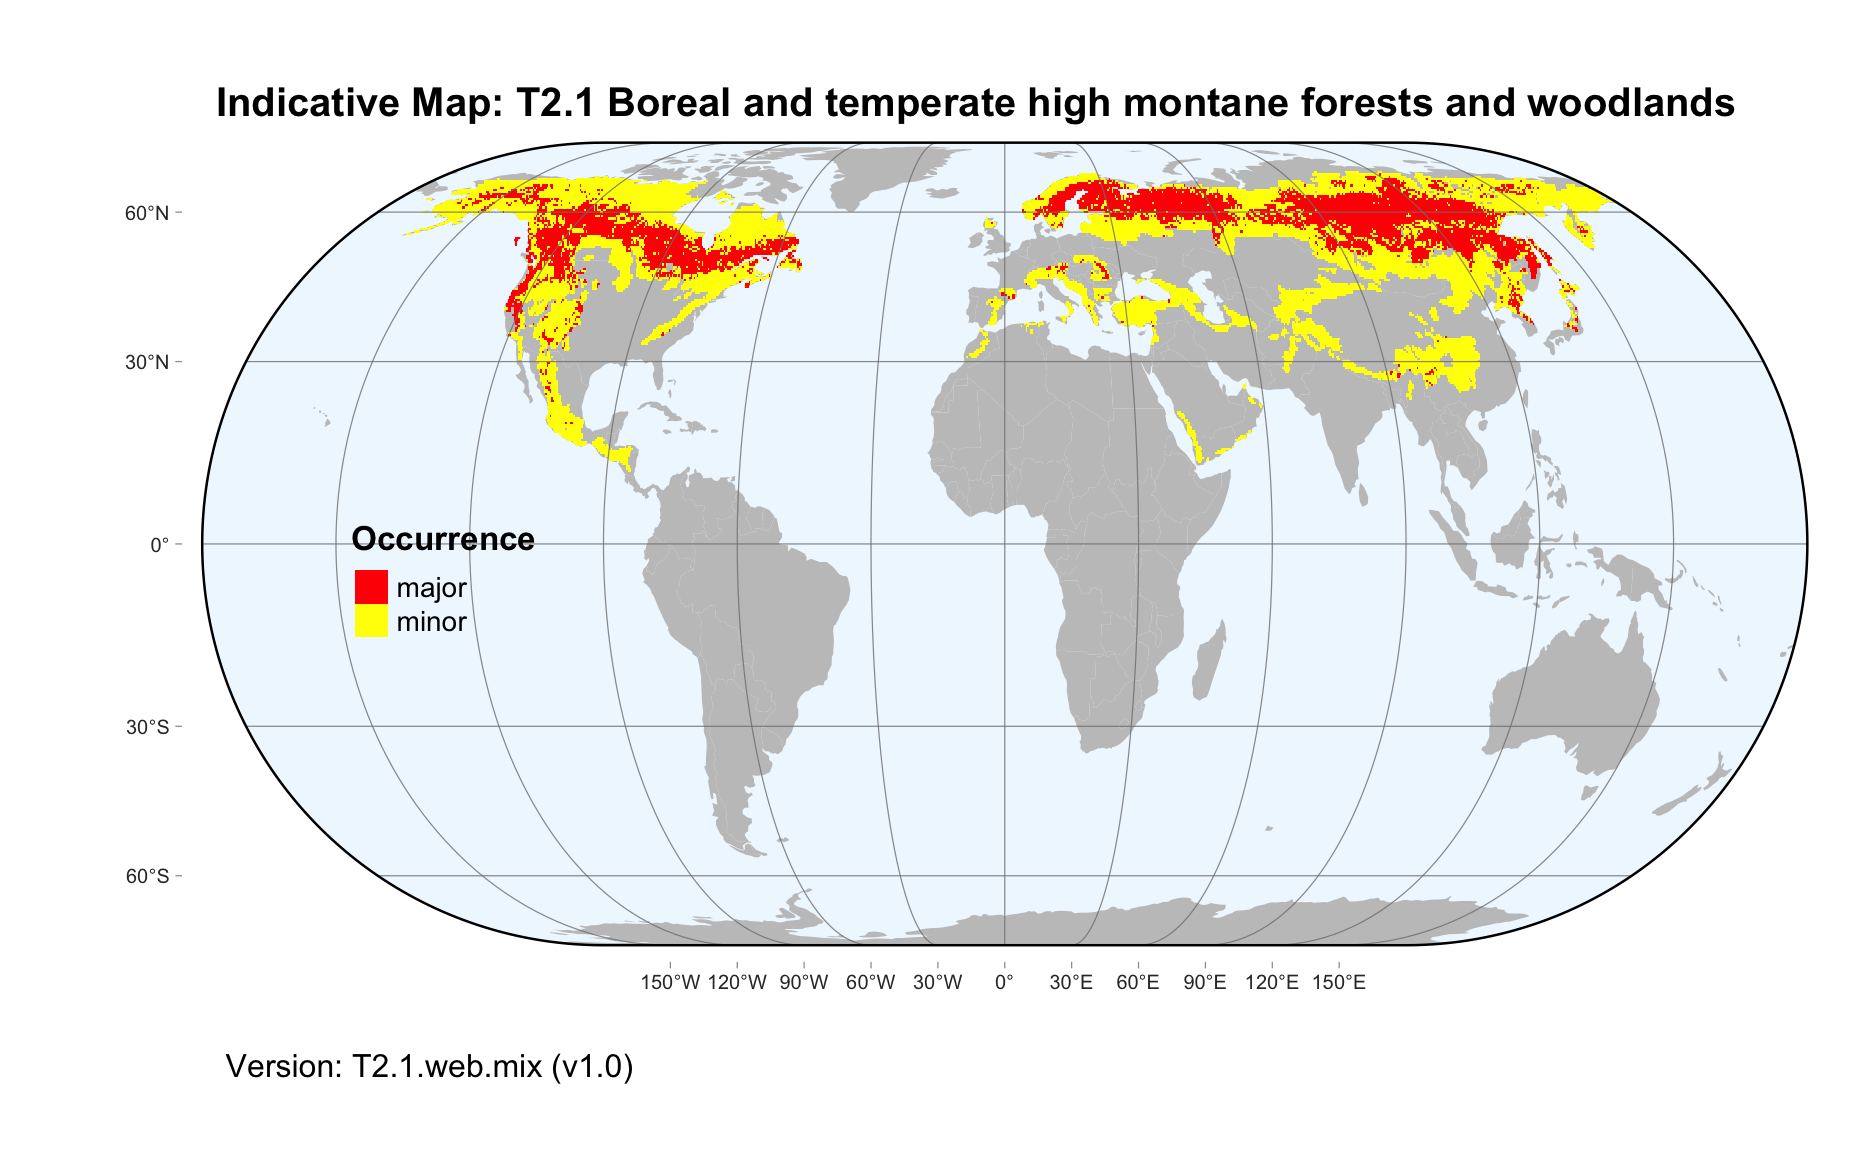 Indicative Map: T2.1 Boreal and temperate high montane forests and woodlands
60°N
30°N
0°
30°S
60°S
Occurrence
major
minor
150°W 120°W 90°W 60°W 30°W 0° 30°E 60°E 90°E 120°E 150°E
Version: T2.1.web.mix (v1.0)